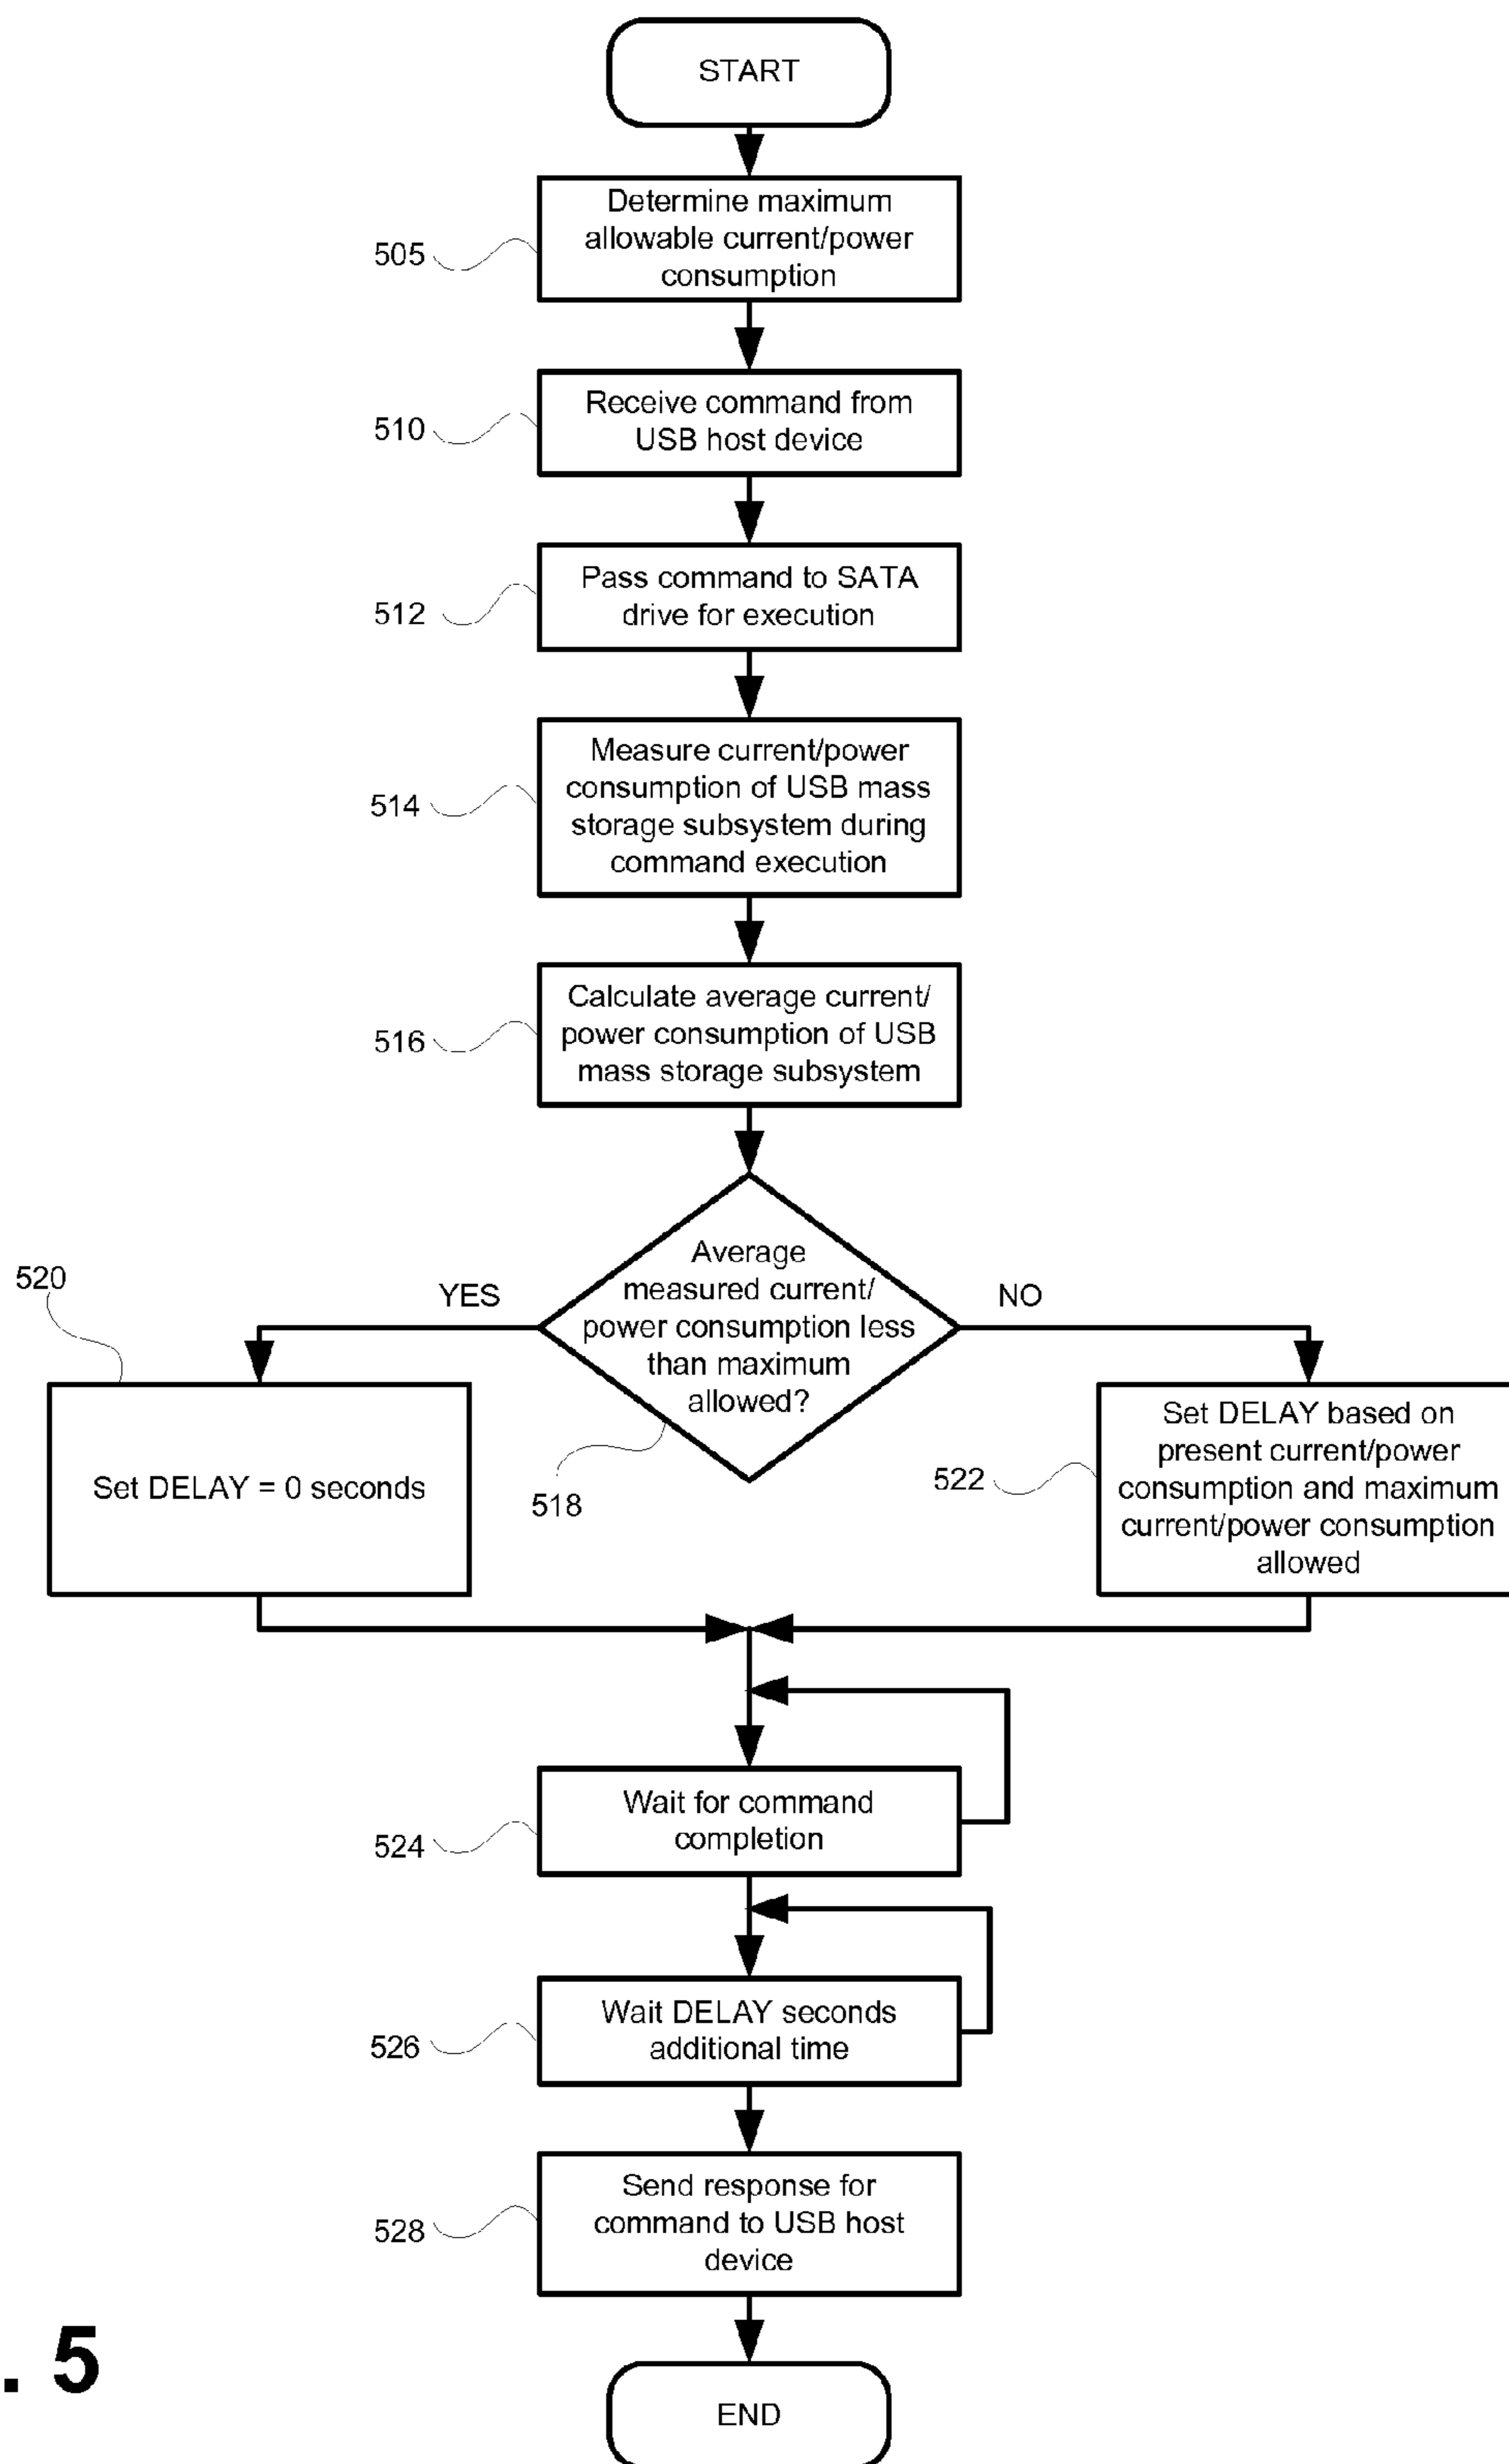 START
505
Determine maximum
allowable current/power
consumption
510
Receive command from
USB host device
512
Pass command to SATA
drive for execution
514
Measure current/power
consumption of USB mass
storage subsystem during
command execution
516
Calculate average current/
power consumption of USB
mass storage subsystem
518
Average
measured current/
power consumption less
than maximum
allowed?
YES
NO
520
Set DELAY = 0 seconds
522
Set DELAY based on
present current/power
consumption and maximum
current/power consumption
allowed
524
Wait for command
completion
526
Wait DELAY seconds
additional time
528
Send response for
command to USB host
device
END
. 5